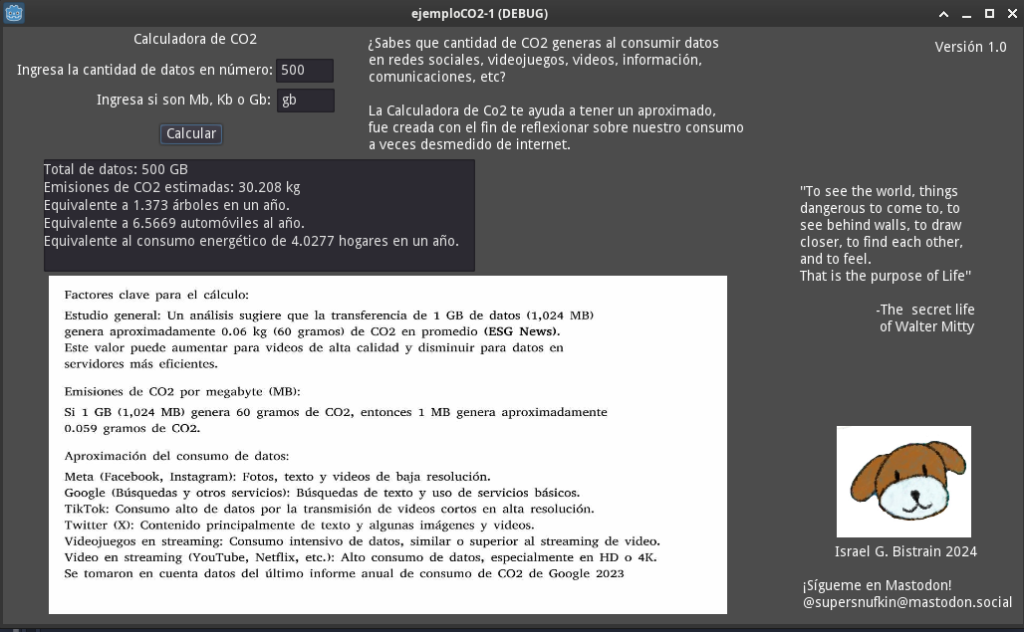 ejemploCO2-1 (DEBUG)
Calculadora de CO2
Ingresa la cantidad de datos en número: 500
Ingresa si son Mb, Kb o Gb: gb
Calcular
¿Sabes que cantidad de CO2 generas al consumir datos
en redes sociales, videojuegos, videos, información,
comunicaciones, etc?
La Calculadora de Co2 te ayuda a tener un aproximado,
fue creada con el fin de reflexionar sobre nuestro consumo
a veces desmedido de internet.
Versión 1.0
Total de datos: 500 GB
Emisiones de CO2 estimadas: 30.208 kg
Equivalente a 1.373 árboles en un año.
Equivalente a 6.5669 automóviles al año.
Equivalente al consumo energético de 4.0277 hogares en un año.
"To see the world, things
dangerous to come to, to
see behind walls, to draw
closer, to find each other,
and to feel.
That is the purpose of Life"
-The secret life
of Walter Mitty
Factores clave para el cálculo:
Estudio general: Un análisis sugiere que la transferencia de 1 GB de datos (1,024 MB)
genera aproximadamente 0.06 kg (60 gramos) de CO2 en promedio (ESG News).
Este valor puede aumentar para videos de alta calidad y disminuir para datos en
servidores más eficientes.
Emisiones de CO2 por megabyte (MB):
Si 1 GB (1,024 MB) genera 60 gramos de CO2, entonces 1 MB genera aproximadamente
0.059 gramos de CO2.
Aproximación del consumo de datos:
Meta (Facebook, Instagram): Fotos, texto y videos de baja resolución.
Google (Búsquedas y otros servicios): Búsquedas de texto y uso de servicios básicos.
TikTok: Consumo alto de datos por la transmisión de videos cortos en alta resolución.
Twitter (X): Contenido principalmente de texto y algunas imágenes y videos.
Videojuegos en streaming: Consumo intensivo de datos, similar o superior al streaming de video.
Video en streaming (YouTube, Netflix, etc.): Alto consumo de datos, especialmente en HD o 4K.
Se tomaron en cuenta datos del último informe anual de consumo de CO2 de Google 2023
Israel G. Bistrain 2024
¡Sígueme en Mastodon!
@supersnufkin@mastodon.social